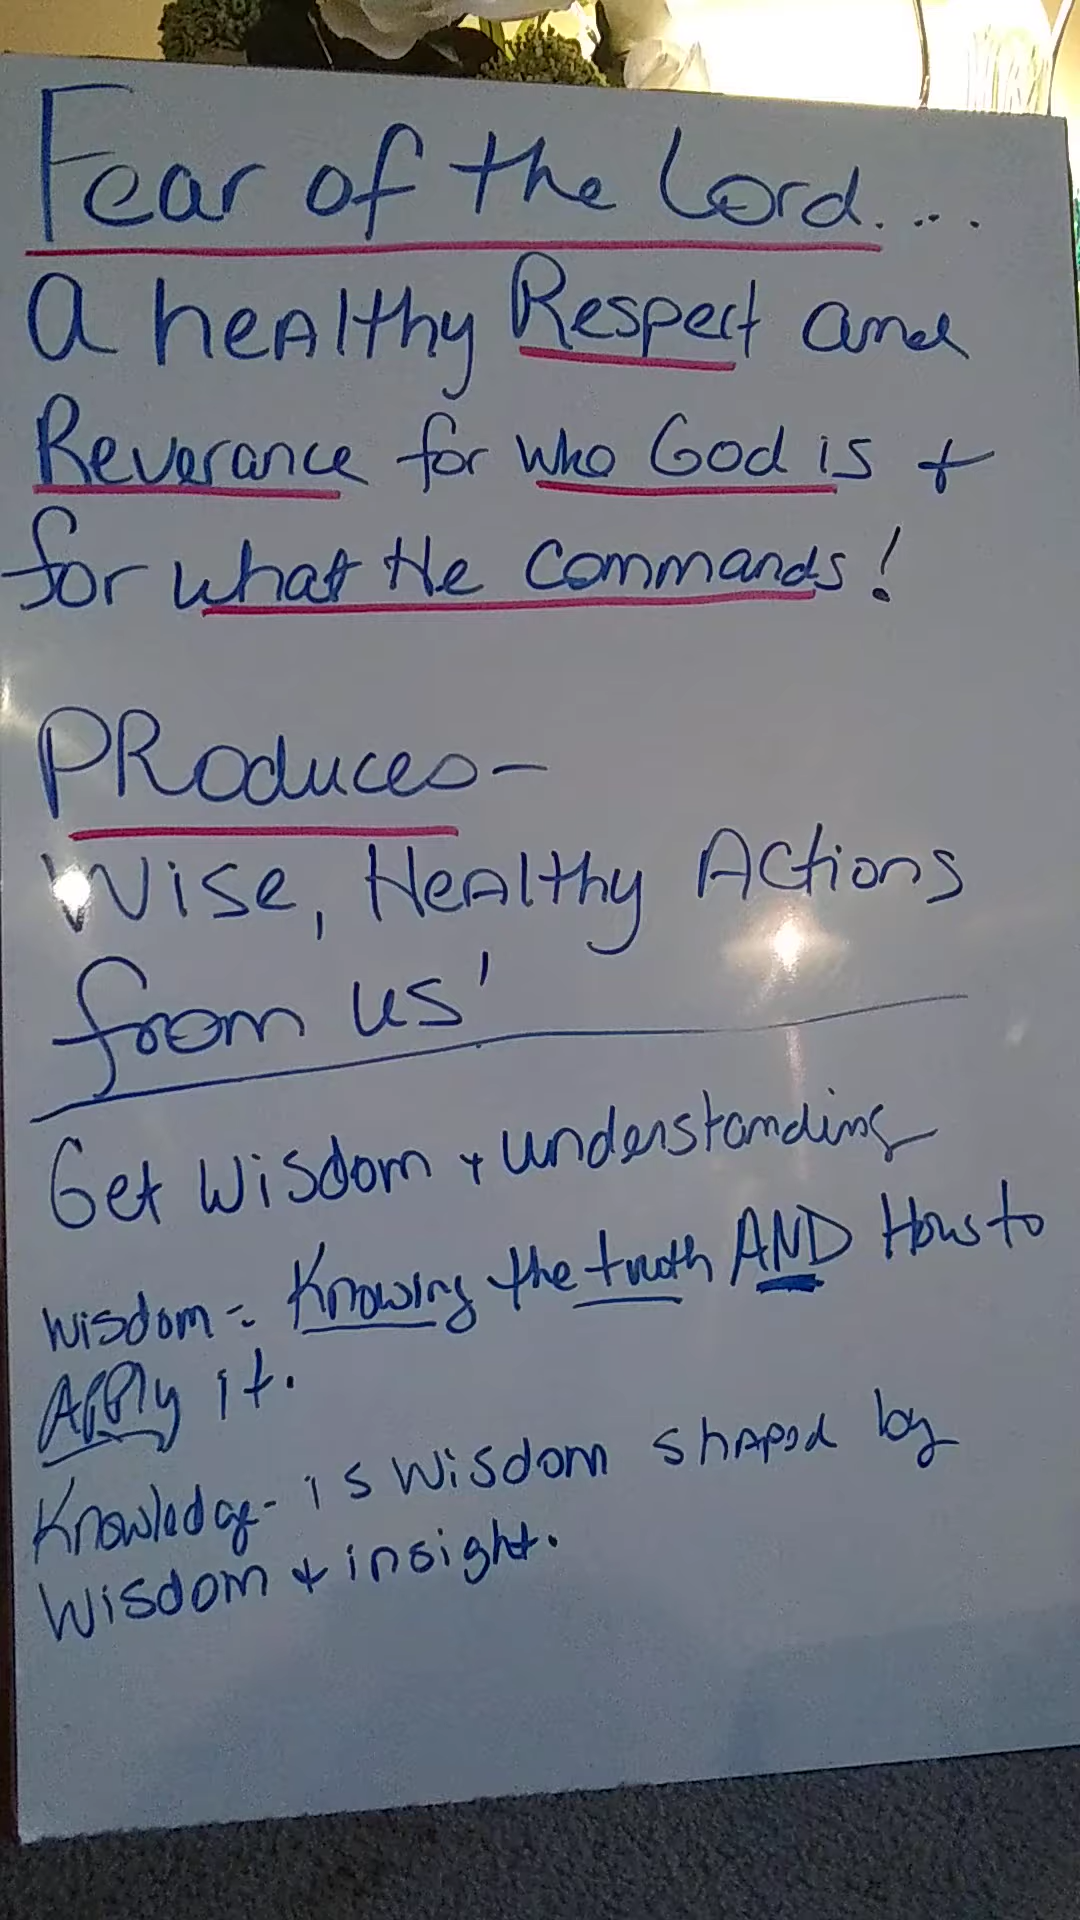 Fear of the Lord....
A heAlthy Respect and
Reverance for who God is +
for what He commands!
PRoduces-
Wise, HeAlthy Actions
from us'
Get Wisdom + understanding
Wisdom = Knowing the truth AND How to
Apply it.
Knowledge- is Wisdom shaped by
Wisdom + insight.